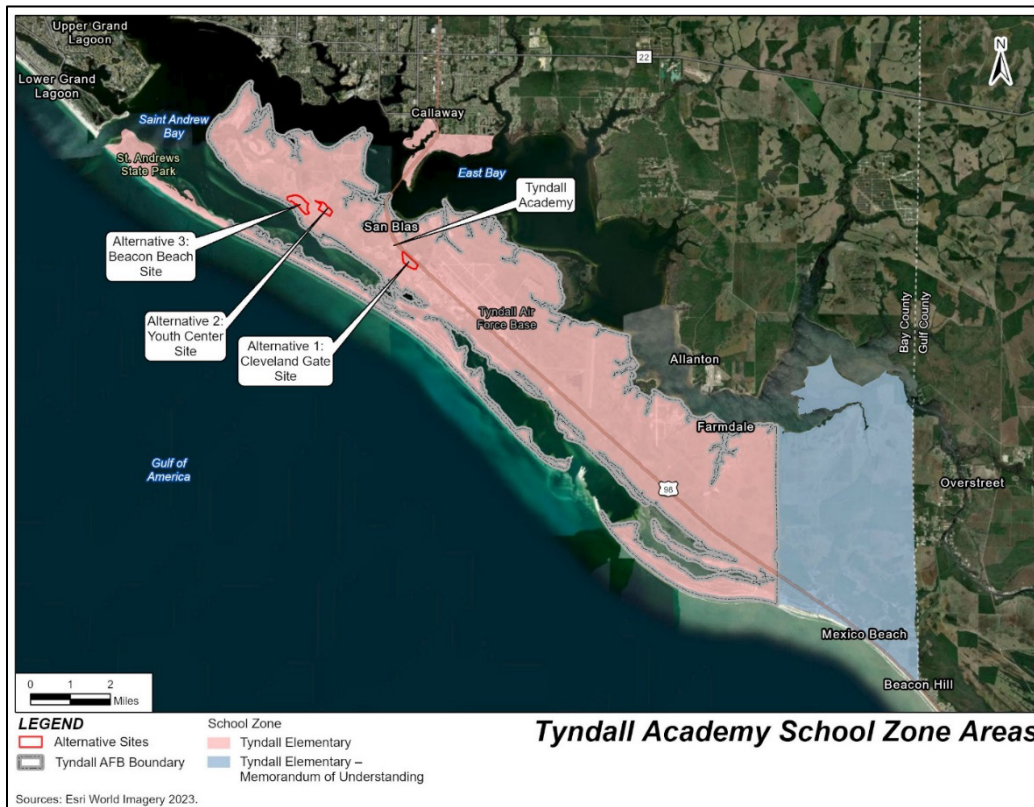 Upper Grand
Lagoon
22
N
Lower Grand
Lagoon
Callaway
Saint Andrew
Bay
St. Andrews
State Park
East Bay
Tyndall
Academy
San Blas
Alternative 3:
Beacon Beach
Site
Alternative 2:
Youth Center
Site
Alternative 1:
Cleveland Gate
Site
Tyndall Air
Force Base
Bay County
Gulf County
Allanton
Farmdale
Gulf of
America
98
Overstreet
Mexico Beach
Beacon Hill
0 1 2
Miles
LEGEND
Alternative Sites
Tyndall AFB Boundary
School Zone
Tyndall Elementary
Tyndall Elementary –
Memorandum of Understanding
Tyndall Academy School Zone Areas
Sources: Esri World Imagery 2023.